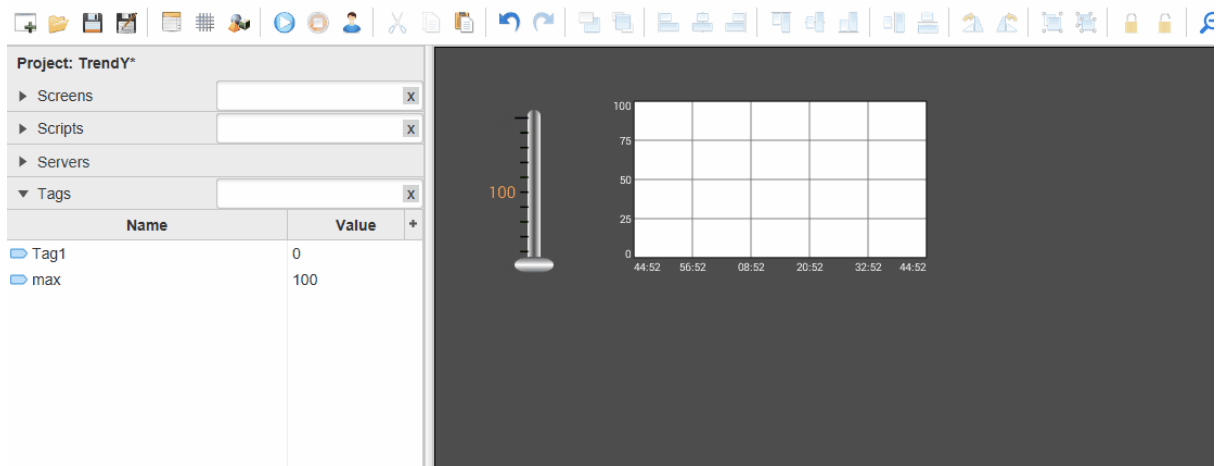 Project: TrendY*
Screens
X
Scripts
X
Servers
Tags
X
Name Value +
Tag1 0
max 100
100
100
75
50
25
0
44:52 56:52 08:52 20:52 32:52 44:52